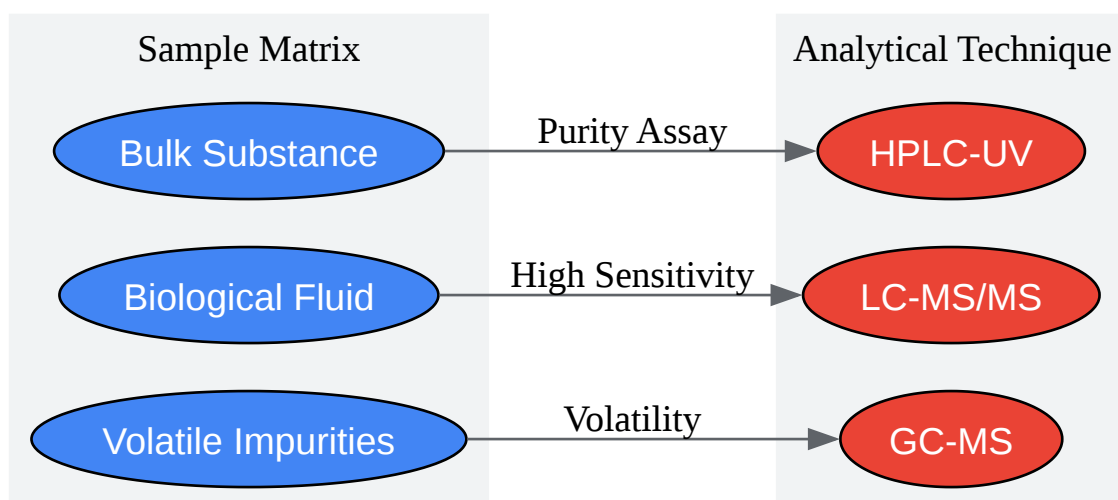 Sample Matrix
Analytical Technique
Bulk Substance
Purity Assay
HPLC-UV
Biological Fluid
High Sensitivity
LC-MS/MS
Volatile Impurities
Volatility
GC-MS